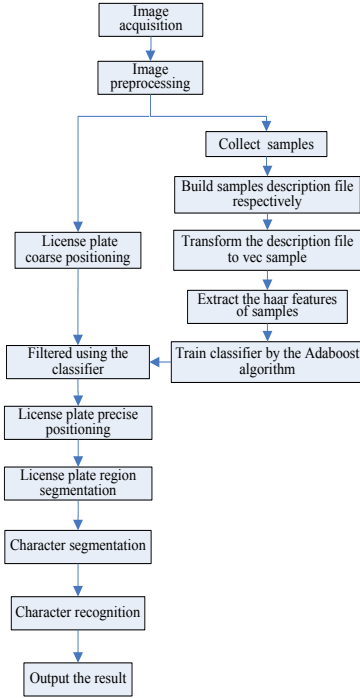 Image
acquisition
Image
preprocessing
Collect samples
Build samples description file
respectively
Transform the description file
to vec sample
Extract the haar features
of samples
Train classifier by the Adaboost
algorithm
License plate
coarse positioning
Filtered using the
classifier
License plate precise
positioning
License plate region
segmentation
Character segmentation
Character recognition
Output the result